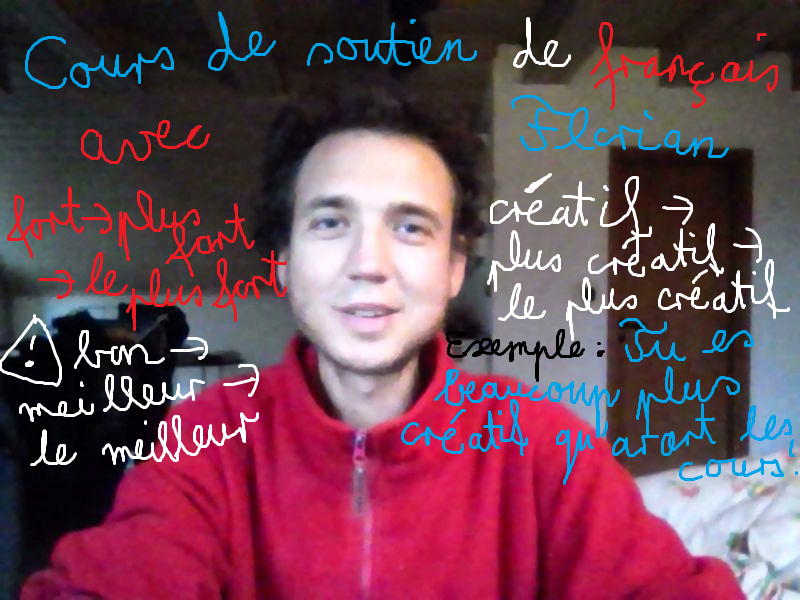 Cours de soutien de français
avec Florian
fort → plus
fort
→ le plus fort
créatif →
plus créatif →
le plus créatif
! bon →
meilleur →
le meilleur
Exemple : Tu es
beaucoup plus
créatif qu'avant les
cours.